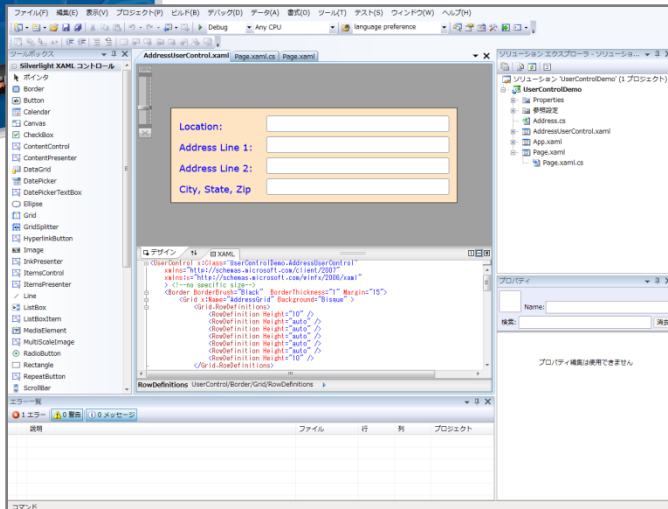 ファイル(F) 編集(E) 表示(V) プロジェクト(P) ビルド(B) デバッグ(D) データ(A) 書式(O) ツール(T) テスト(S) ウィンドウ(W) ヘルプ(H)
Debug Any CPU language preference
ツールボックス
Silverlight XAML コントロール
ポインタ
Border
Button
Calendar
Canvas
CheckBox
ContentControl
ContentPresenter
DataGrid
DatePicker
DatePickerTextBox
Ellipse
Grid
GridSplitter
HyperlinkButton
Image
InkPresenter
ItemsControl
ItemsPresenter
Line
ListBox
ListBoxItem
MediaElement
MultiScaleImage
RadioButton
Rectangle
RepeatButton
ScrollBar
AddressUserControl.xaml Page.xaml.cs Page.xaml
Location:
Address Line 1:
Address Line 2:
City, State, Zip
デザイン XAML
<UserControl x:Class="UserControlDemo.AddressUserControl"
xmlns="http://schemas.microsoft.com/client/2007"
xmlns:x="http://schemas.microsoft.com/winfx/2006/xaml"
> <!--no specific size-->
<Border BorderBrush="Black" BorderThickness="1" Margin="15">
<Grid x:Name="AddressGrid" Background="Bisque" >
<Grid.RowDefinitions>
<RowDefinition Height="10" />
<RowDefinition Height="auto" />
<RowDefinition Height="auto" />
<RowDefinition Height="auto" />
<RowDefinition Height="auto" />
<RowDefinition Height="10" />
</Grid.RowDefinitions>
RowDefinitions UserControl/Border/Grid/RowDefinitions
ソリューション エクスプローラ - ソリューショ...
ソリューション 'UserControlDemo' (1 プロジェクト)
UserControlDemo
Properties
参照設定
Address.cs
AddressUserControl.xaml
App.xaml
Page.xaml
Page.xaml.cs
プロパティ
Name:
検索:
消去
プロパティ編集は使用できません
エラー一覧
1 エラー 0 警告 0 メッセージ
説明 ファイル 行 列 プロジェクト
コマンド